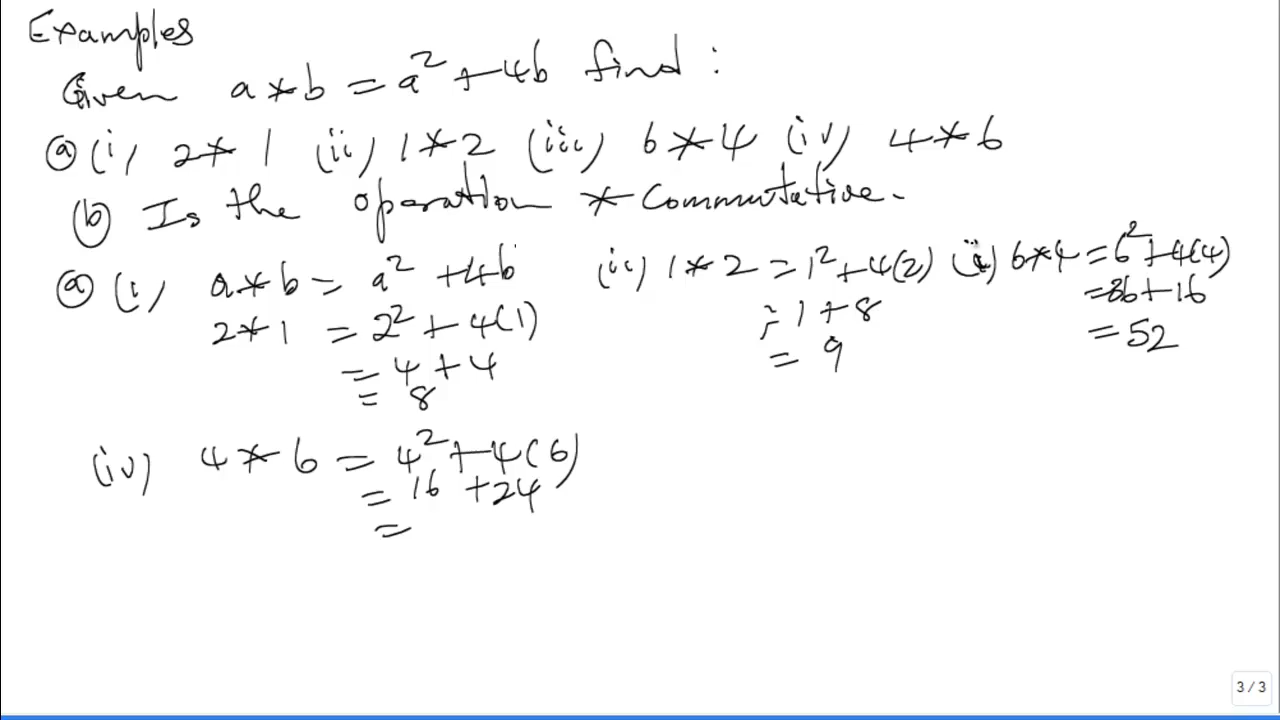 Examples
Given a * b = a² + 4b find :
(a) (i) 2 * 1 (ii) 1 * 2 (iii) 6 * 4 (iv) 4 * 6
(b) Is the operation * Commutative.
(a) (i) a * b = a² + 4b
2 * 1 = 2² + 4(1)
= 4 + 4
= 8
(ii) 1 * 2 = 1² + 4(2)
= 1 + 8
= 9
(iii) 6 * 4 = 6² + 4(4)
= 36 + 16
= 52
(iv) 4 * 6 = 4² + 4(6)
= 16 + 24
=
3 / 3